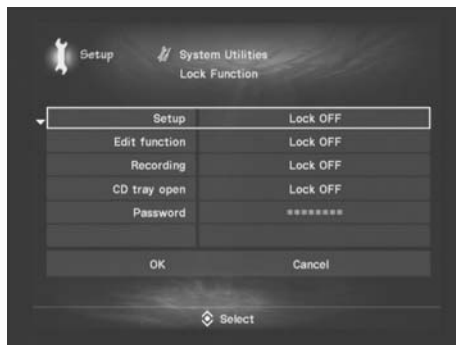 Setup System Utilities
Lock Function
Setup Lock OFF
Edit function Lock OFF
Recording Lock OFF
CD tray open Lock OFF
Password ********
OK Cancel
Select